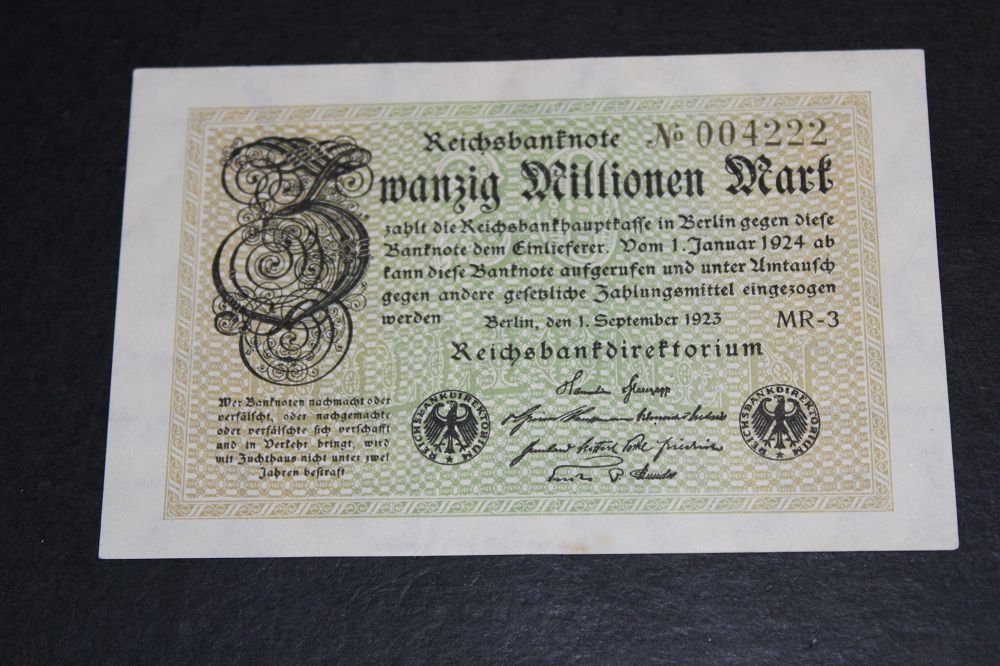 Reichsbanknote
№ 004222
Zwanzig Millionen Mark
zahlt die Reichsbankhauptkasse in Berlin gegen diese
Banknote dem Einlieferer. Vom 1. Januar 1924 ab
kann diese Banknote aufgerufen und unter Umtausch
gegen andere gesetzliche Zahlungsmittel eingezogen
werden
Berlin, den 1. September 1923
MR-3
Reichsbankdirektorium
Wer Banknoten nachmacht oder
verfälscht, oder nachgemachte
oder verfälschte sich verschafft
und in Verkehr bringt, wird
mit Zuchthaus nicht unter zwei
Jahren bestraft
REICHSBANKDIREKTORIUM
REICHSBANKDIREKTORIUM